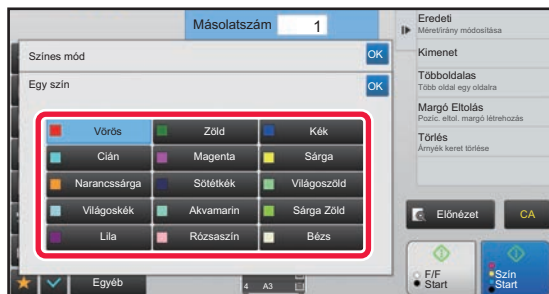 Másolatszám 1
Színes mód OK
Egy szín OK
Vörös Zöld Kék
Cián Magenta Sárga
Narancssárga Sötétkék Világoszöld
Világoskék Akvamarin Sárga Zöld
Lila Rózsaszín Bézs
Egyéb
4 A3
Eredeti
Méret/irány módosítása
Kimenet
Többoldalas
Több oldal egy oldalra
Margó Eltolás
Pozíc. eltol. margó létrehozás
Törlés
Árnyék keret törlése
Előnézet CA
F/F
Start
Szín
Start